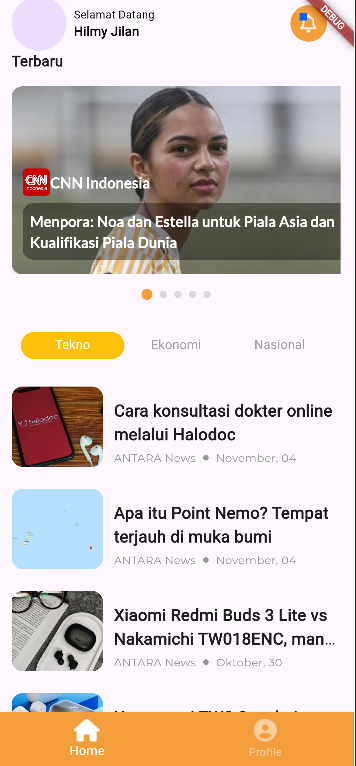 Selamat Datang
Hilmy Jilan
DEBUG
Terbaru
CNN
Indonesia
CNN Indonesia
Menpora: Noa dan Estella untuk Piala Asia dan
Kualifikasi Piala Dunia
Tekno
Ekonomi
Nasional
halodoc
Cara konsultasi dokter online
melalui Halodoc
ANTARA News ● November, 04
Apa itu Point Nemo? Tempat
terjauh di muka bumi
ANTARA News ● November, 04
Xiaomi Redmi Buds 3 Lite vs
Nakamichi TW018ENC, man...
ANTARA News ● Oktober, 30
Home
Profile